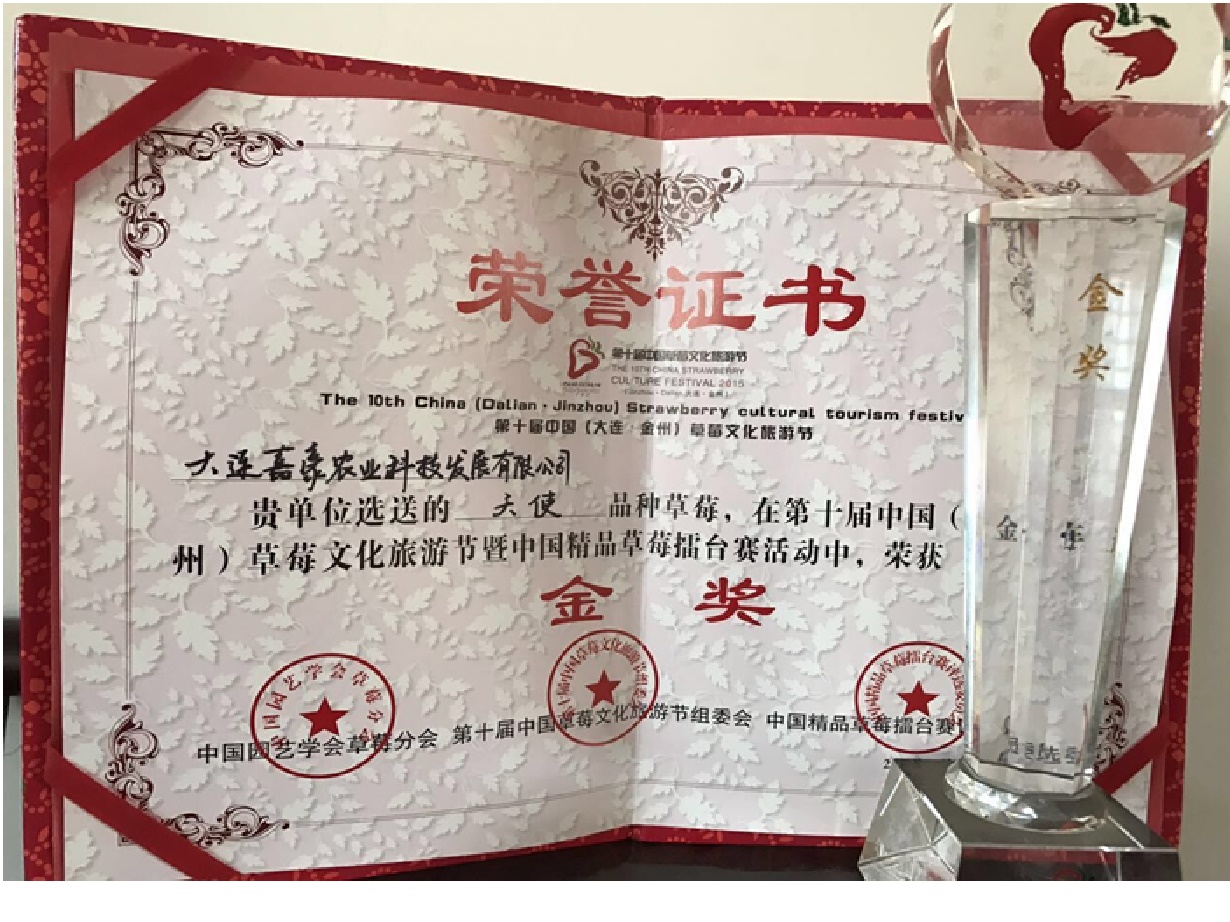 荣誉证书
第十届中国草莓文化旅游节
THE 10TH CHINA STRAWBERRY
CULTURE FESTIVAL 2015
The 10th China (Dalian · Jinzhou) Strawberry cultural tourism festiv
第十届中国（大连·金州）草莓文化旅游节
大连嘉豪农业科技发展有限公司
贵单位选送的 天使 品种草莓，在第十届中国（
州）草莓文化旅游节暨中国精品草莓擂台赛活动中，荣获
金奖
中国园艺学会草莓分会 第十届中国草莓文化旅游节组委会 中国精品草莓擂台赛
金奖